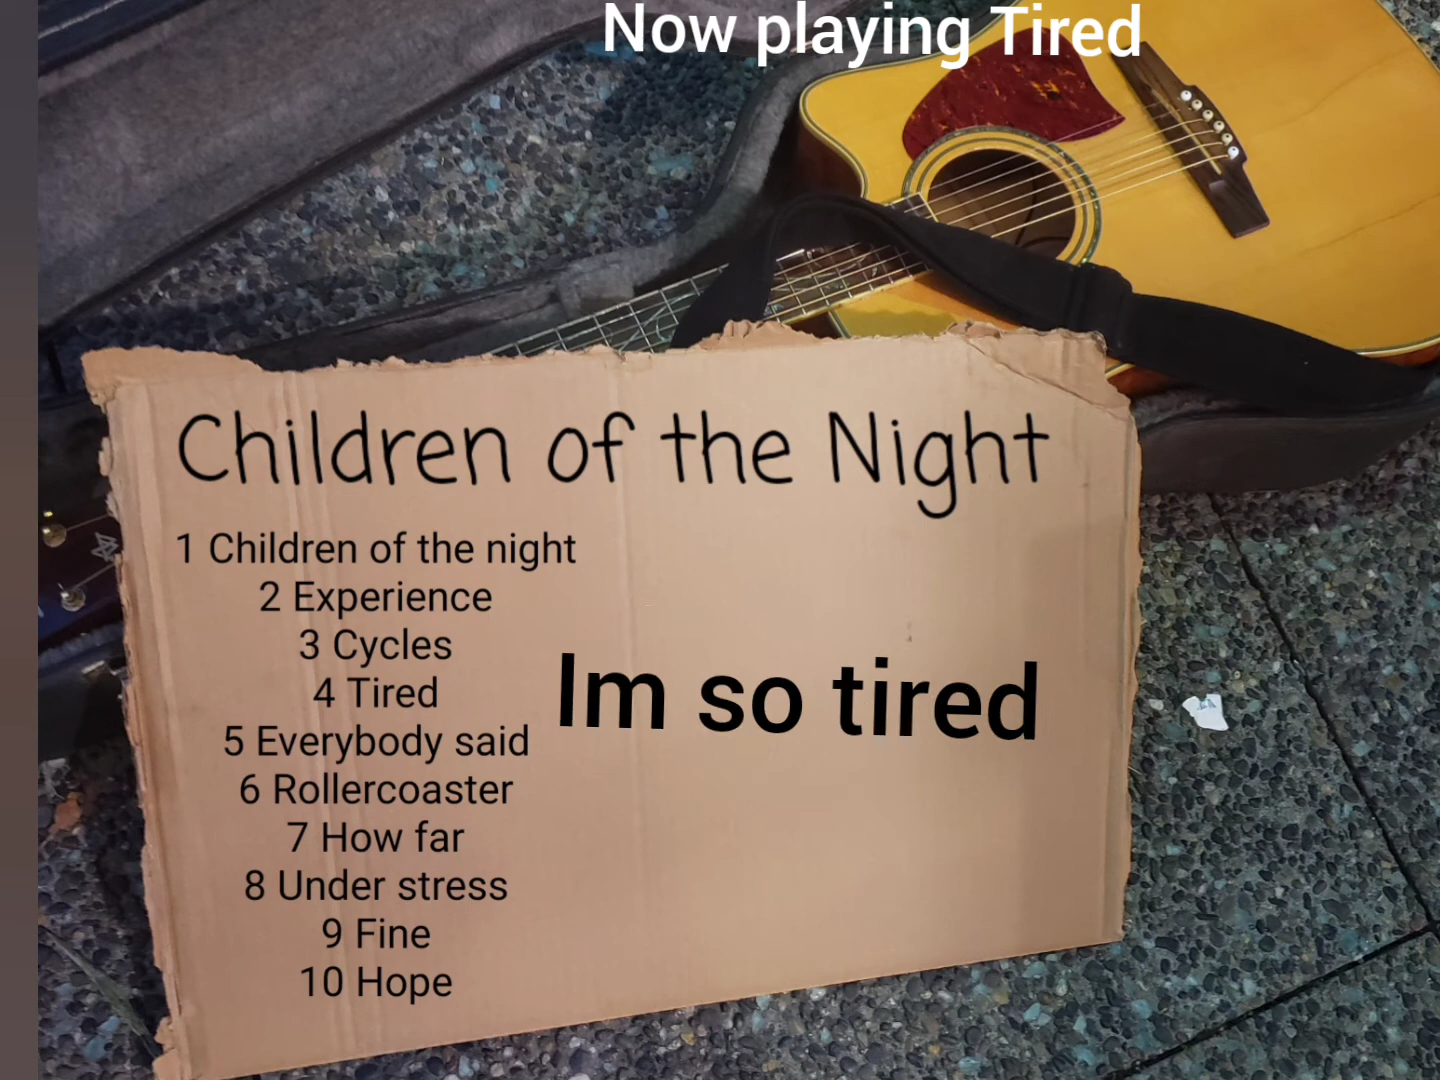 Now playing Tired
Children of the Night
1 Children of the night
2 Experience
3 Cycles
4 Tired
5 Everybody said
6 Rollercoaster
7 How far
8 Under stress
9 Fine
10 Hope
Im so tired